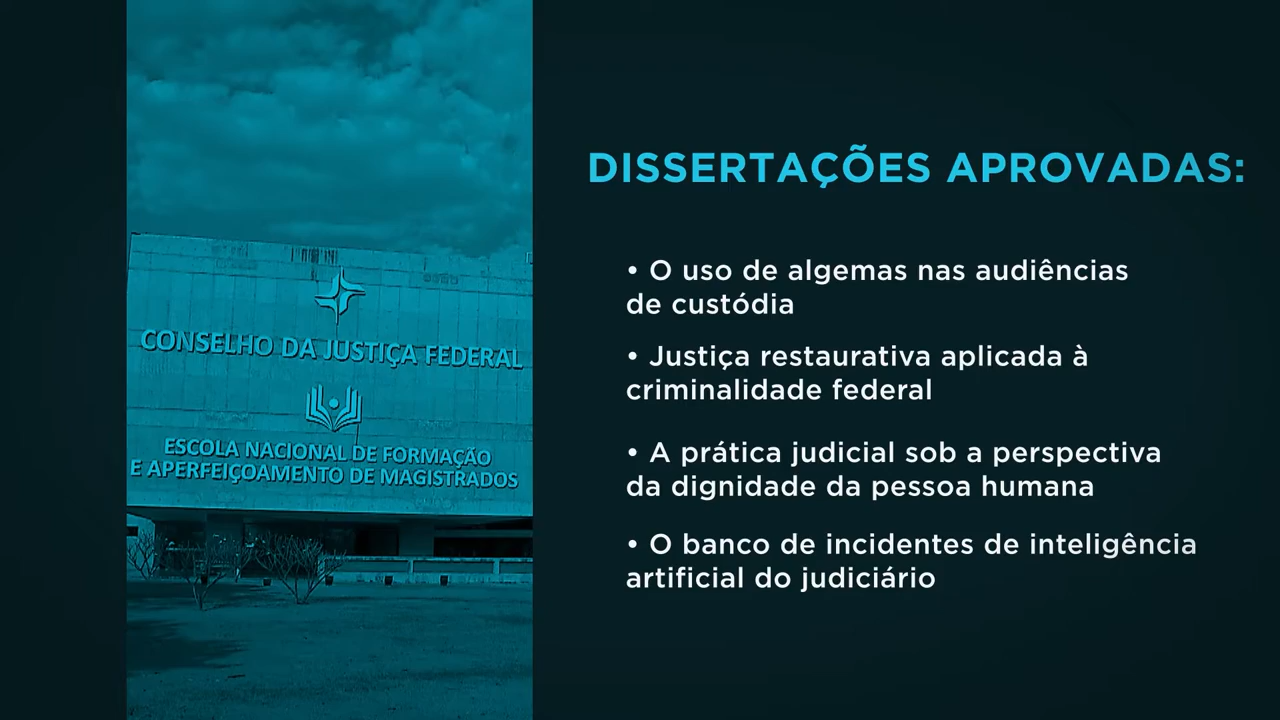 CONSELHO DA JUSTIÇA FEDERAL
ESCOLA NACIONAL DE FORMAÇÃO
E APERFEIÇOAMENTO DE MAGISTRADOS
DISSERTAÇÕES APROVADAS:
• O uso de algemas nas audiências
de custódia
• Justiça restaurativa aplicada à
criminalidade federal
• A prática judicial sob a perspectiva
da dignidade da pessoa humana
• O banco de incidentes de inteligência
artificial do judiciário